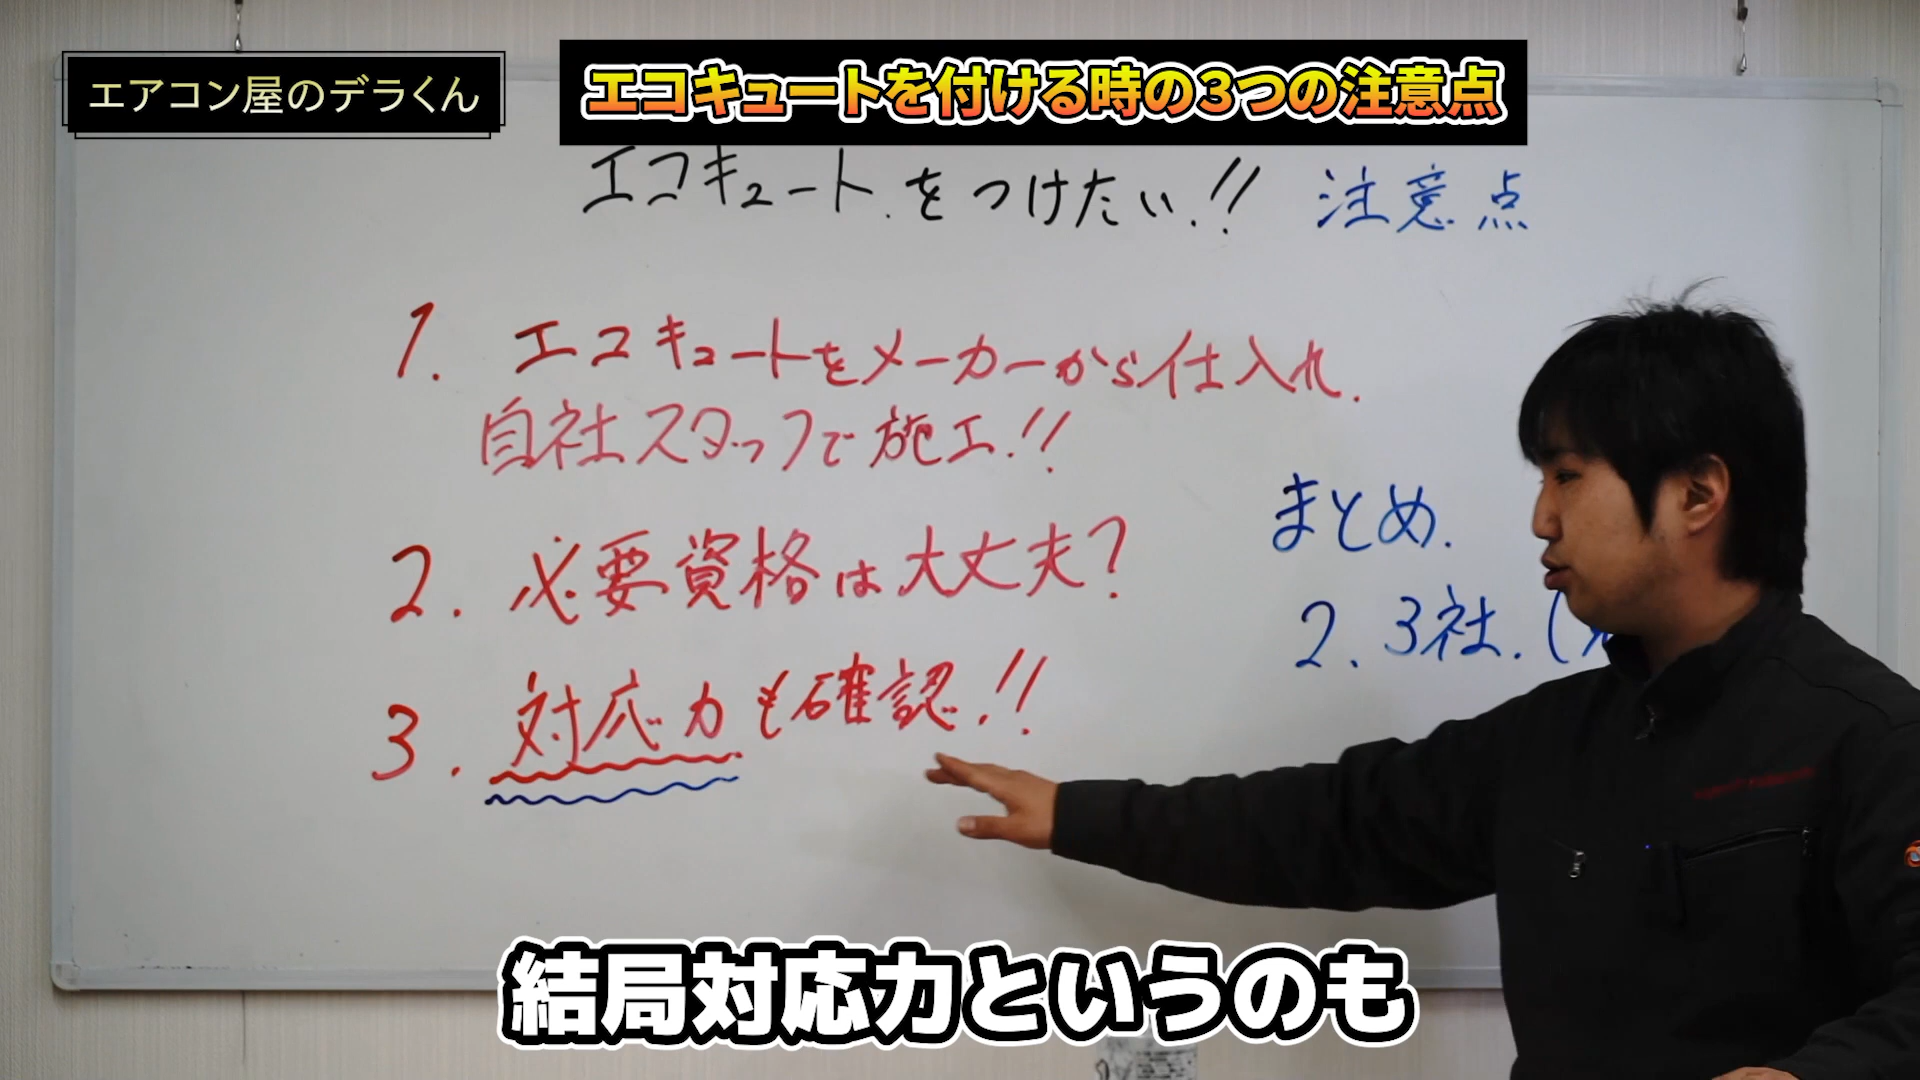 エアコン屋のデラくん
エコキュートを付ける時の3つの注意点
エコキュートをつけたい!! 注意点
1. エコキュートをメーカーから仕入れ.
自社スタッフで施工!!
2. 必要資格は大丈夫?
3. 対応力も確認!!
まとめ.
2.3社.(
結局対応力というのも